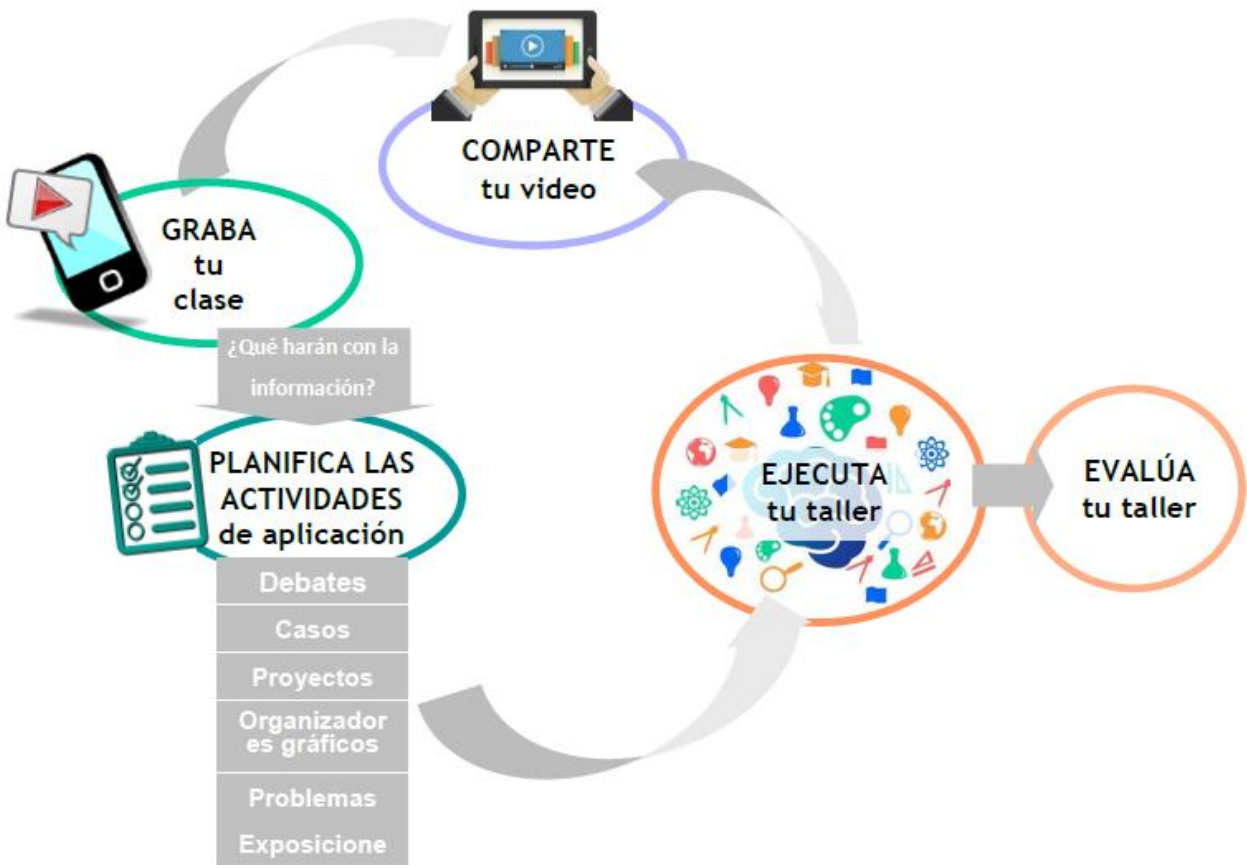 COMPARTE
tu video
GRABA
tu
clase
¿Qué harán con la
información?
PLANIFICA LAS
ACTIVIDADES
de aplicación
Debates
Casos
Proyectos
Organizador
es gráficos
Problemas
Exposicione
EJECUTA
tu taller
EVALÚA
tu taller